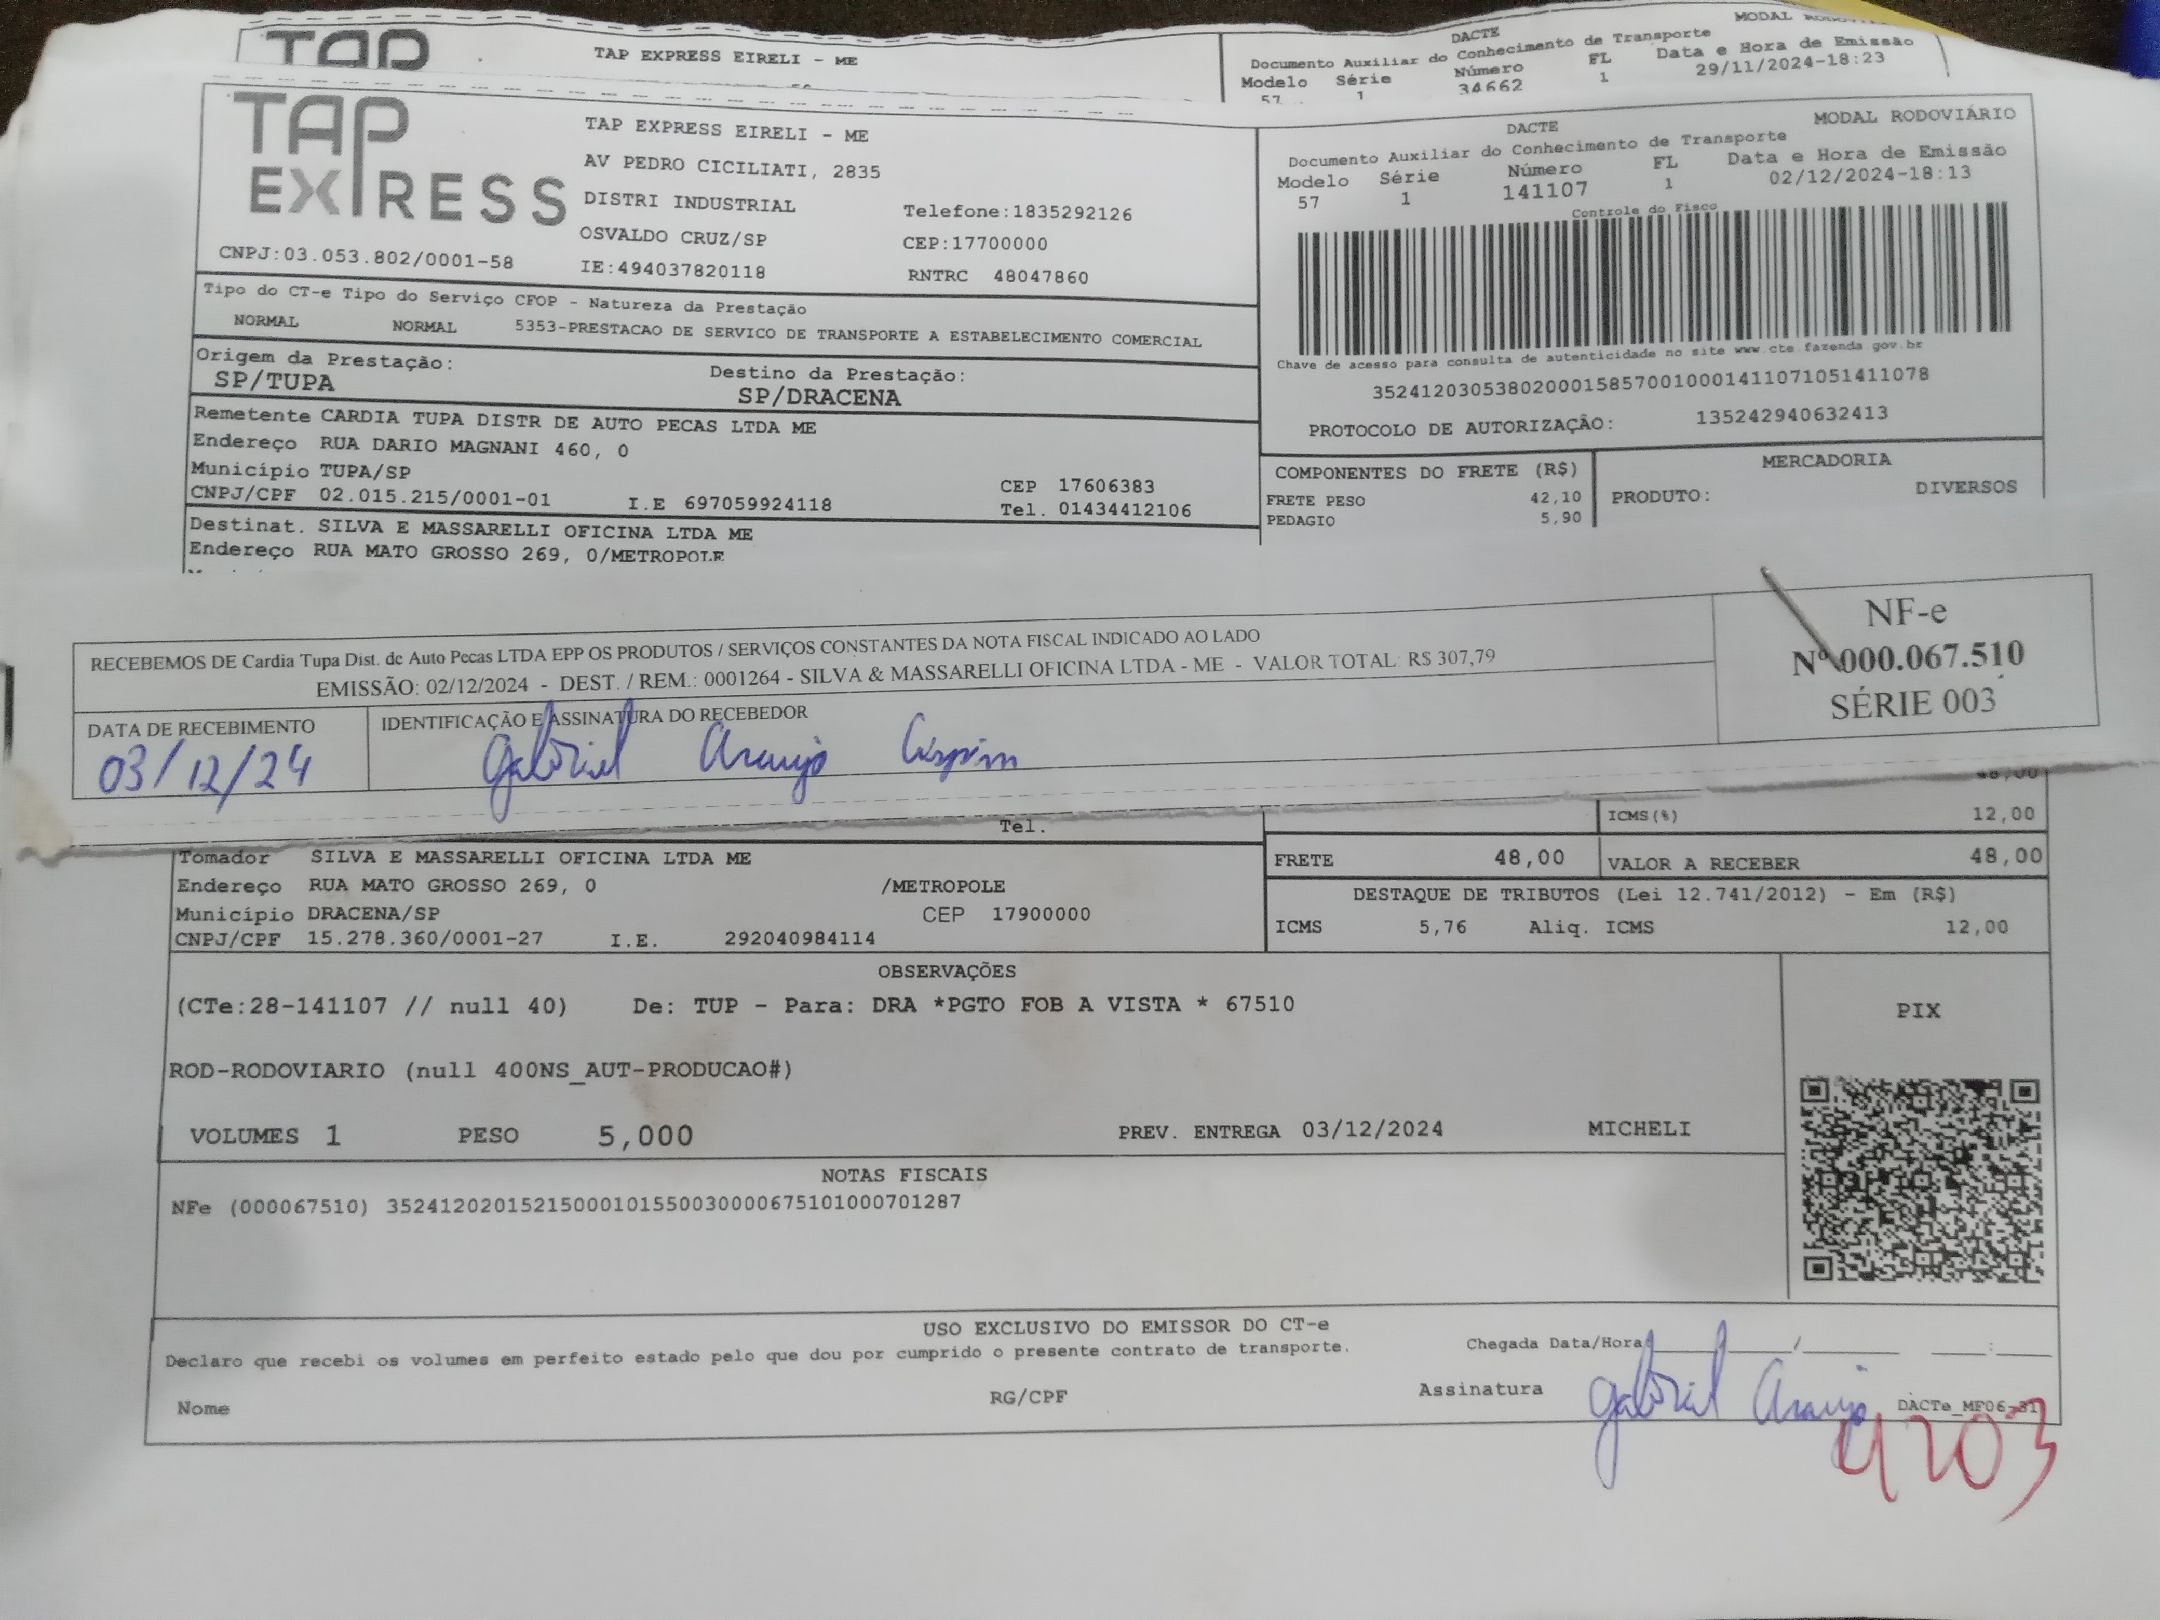 TAP
TAP EXPRESS EIRELI - ME
DACTE
Documento Auxiliar do Conhecimento de Transporte
Modelo Série Número FL Data e Hora de Emissão
57 1 34662 1 29/11/2024-18:23
TAP EXPRESS
TAP EXPRESS EIRELI - ME
AV PEDRO CICILIATI, 2835
DISTRI INDUSTRIAL Telefone:1835292126
OSVALDO CRUZ/SP CEP:17700000
CNPJ:03.053.802/0001-58 IE:494037820118 RNTRC 48047860
MODAL RODOVIÁRIO
DACTE
Documento Auxiliar do Conhecimento de Transporte
Modelo Série Número FL Data e Hora de Emissão
57 1 141107 1 02/12/2024-18:13
Controle do Fisco
Chave de acesso para consulta de autenticidade no site www.cte.fazenda.gov.br
35241203053802000158570010001411071051411078
PROTOCOLO DE AUTORIZAÇÃO: 135242940632413
Tipo do CT-e Tipo do Serviço CFOP - Natureza da Prestação
NORMAL NORMAL 5353-PRESTACAO DE SERVICO DE TRANSPORTE A ESTABELECIMENTO COMERCIAL
Origem da Prestação: Destino da Prestação:
SP/TUPA SP/DRACENA
Remetente CARDIA TUPA DISTR DE AUTO PECAS LTDA ME
Endereço RUA DARIO MAGNANI 460, 0
Município TUPA/SP CEP 17606383
CNPJ/CPF 02.015.215/0001-01 I.E 697059924118 Tel. 01434412106
COMPONENTES DO FRETE (R$) MERCADORIA
FRETE PESO 42,10 PRODUTO: DIVERSOS
PEDAGIO 5,90
Destinat. SILVA E MASSARELLI OFICINA LTDA ME
Endereço RUA MATO GROSSO 269, 0/METROPOLE
RECEBEMOS DE Cardia Tupa Dist. de Auto Pecas LTDA EPP OS PRODUTOS / SERVIÇOS CONSTANTES DA NOTA FISCAL INDICADO AO LADO
EMISSÃO: 02/12/2024 - DEST. / REM.: 0001264 - SILVA & MASSARELLI OFICINA LTDA - ME - VALOR TOTAL: R$ 307,79
NF-e
Nº 000.067.510
SÉRIE 003
DATA DE RECEBIMENTO IDENTIFICAÇÃO E ASSINATURA DO RECEBEDOR
03/12/24 Gabriel Araujo Crispim
48,00
Tel. ICMS(%) 12,00
Tomador SILVA E MASSARELLI OFICINA LTDA ME
Endereço RUA MATO GROSSO 269, 0 /METROPOLE
Município DRACENA/SP CEP 17900000
CNPJ/CPF 15.278.360/0001-27 I.E. 292040984114
FRETE 48,00 VALOR A RECEBER 48,00
DESTAQUE DE TRIBUTOS (Lei 12.741/2012) - Em (R$)
ICMS 5,76 Aliq. ICMS 12,00
OBSERVAÇÕES
(CTe:28-141107 // null 40) De: TUP - Para: DRA *PGTO FOB A VISTA * 67510
ROD-RODOVIARIO (null 400NS_AUT-PRODUCAO#)
VOLUMES 1 PESO 5,000 PREV. ENTREGA 03/12/2024 MICHELI
PIX
NOTAS FISCAIS
NFe (000067510) 35241202015215000101550030000675101000701287
USO EXCLUSIVO DO EMISSOR DO CT-e
Declaro que recebi os volumes em perfeito estado pelo que dou por cumprido o presente contrato de transporte.
Chegada Data/Hora: / :
Nome RG/CPF Assinatura Gabriel Araujo DACTe_MF06-31
4203